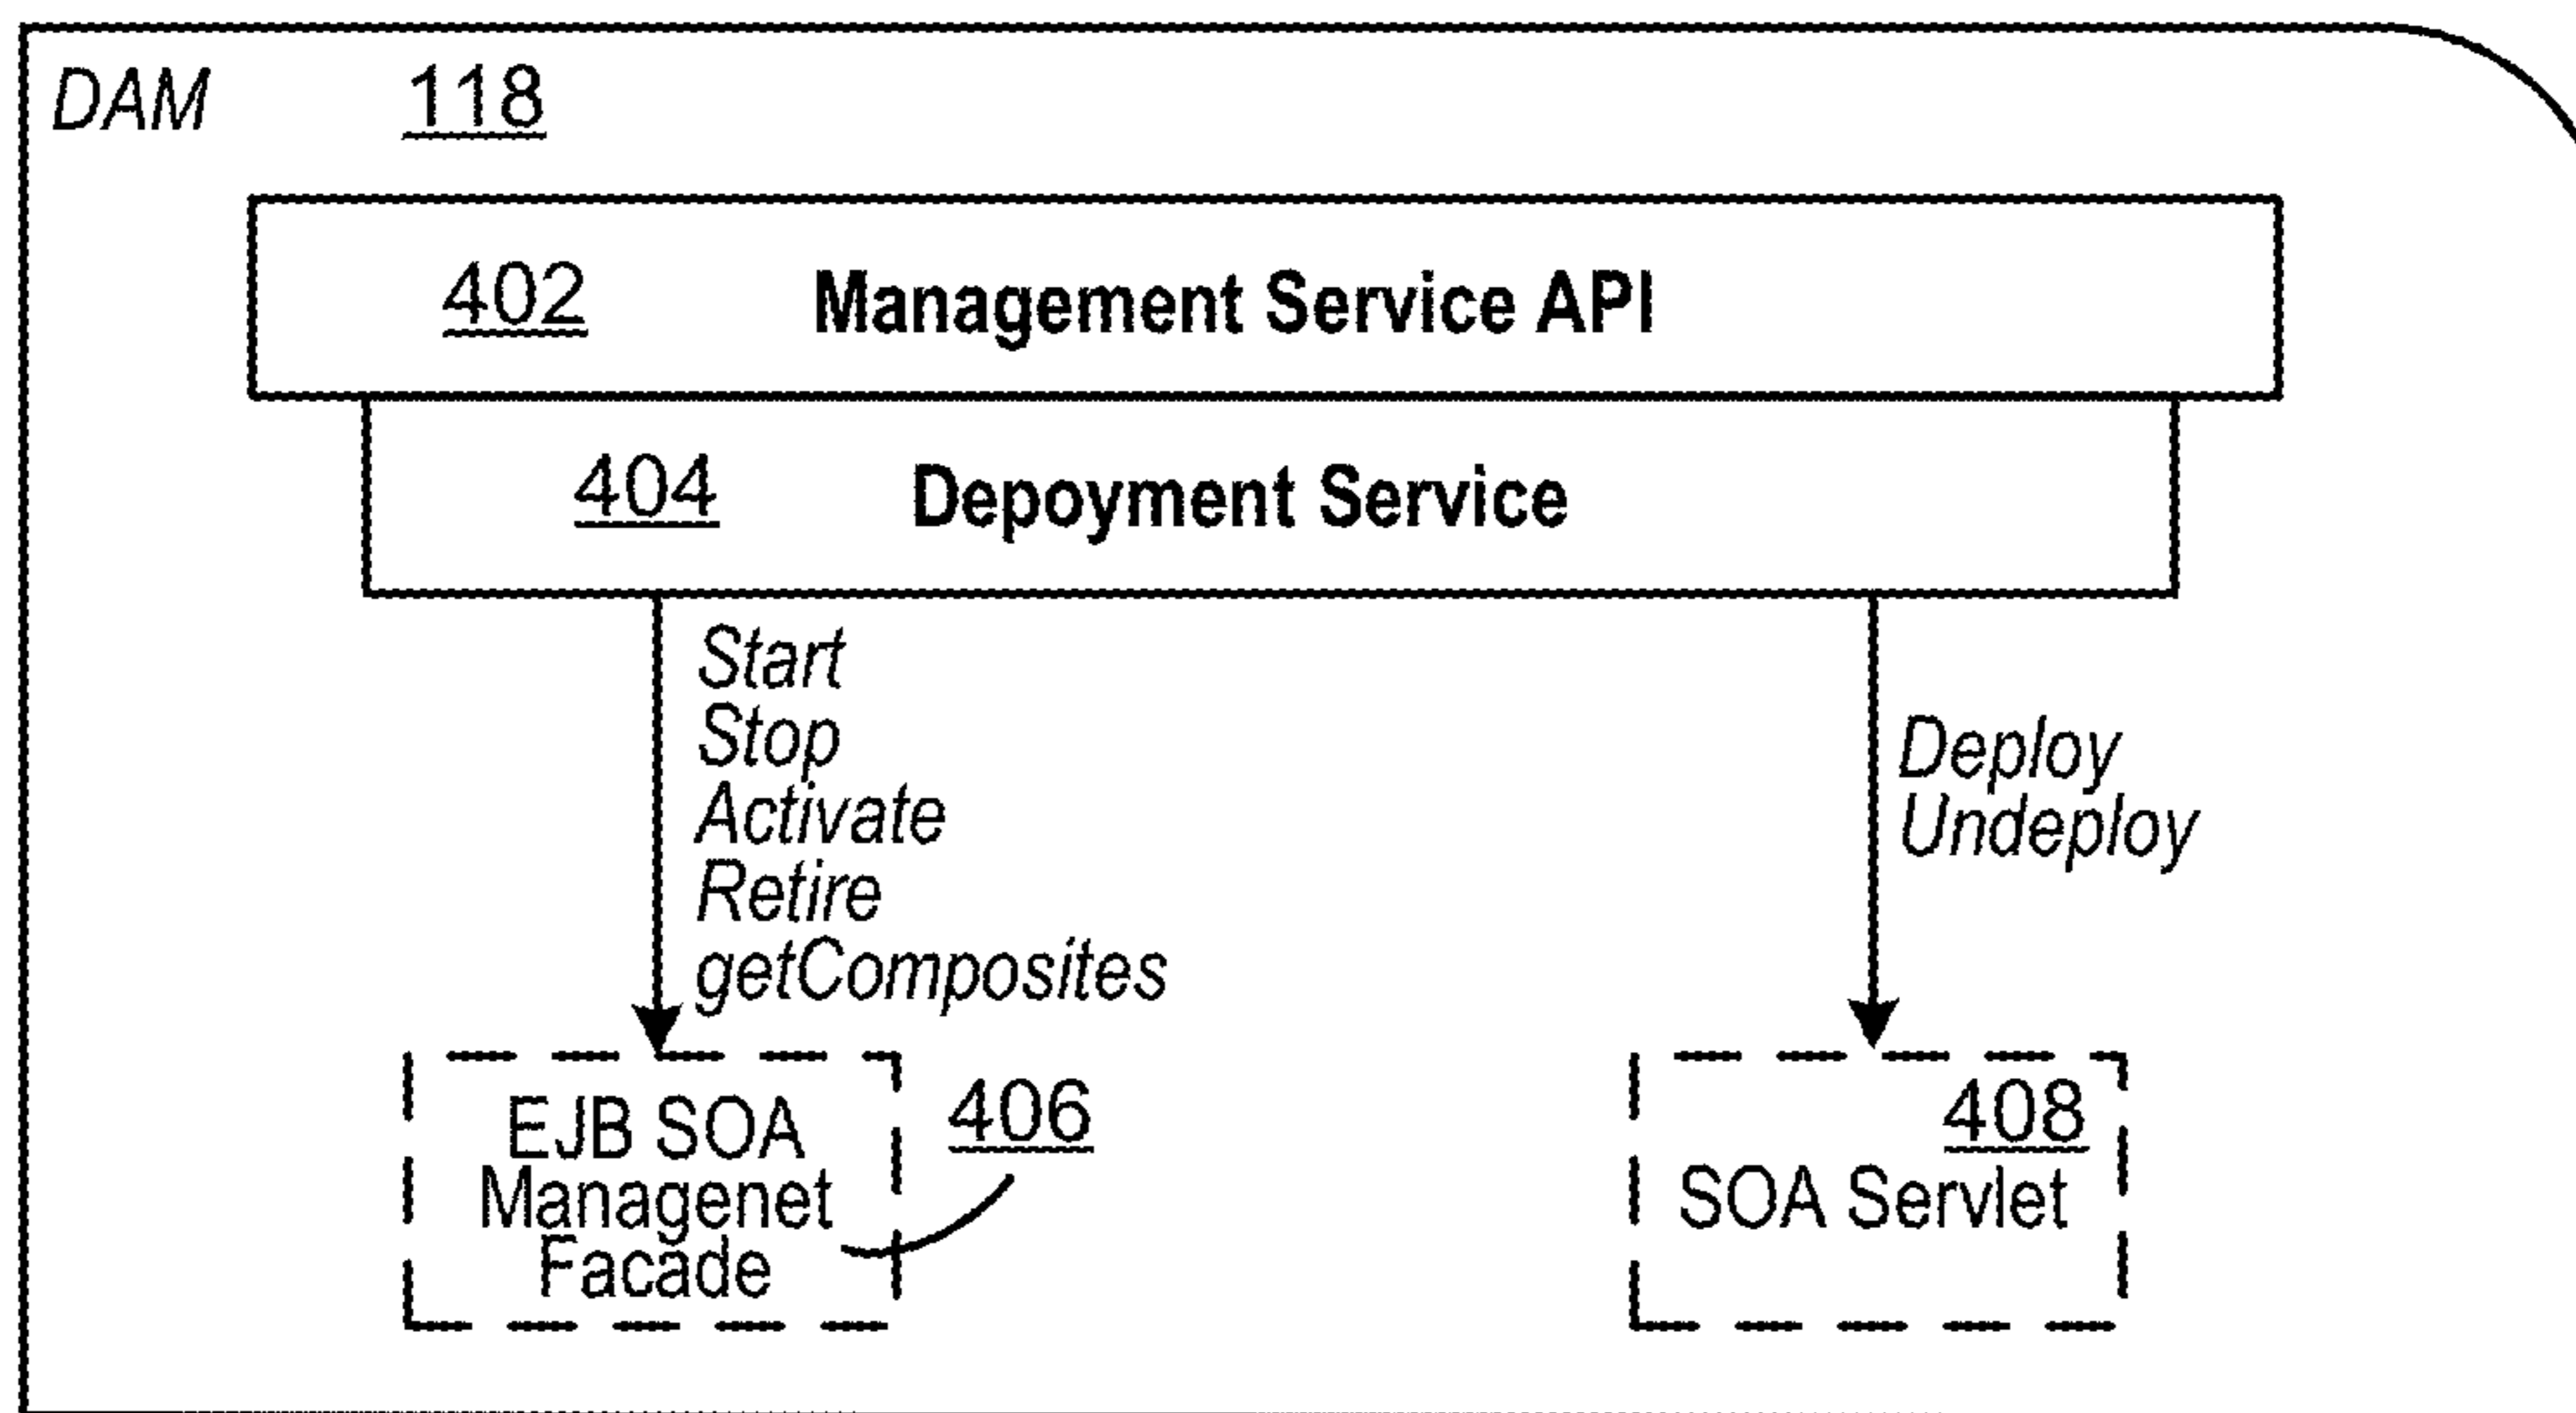 DAM 118
402 Management Service API
404 Depoyment Service
Start
Stop
Activate
Retire
getComposites
Deploy
Undeploy
EJB SOA
Managenet
Facade
406
408
SOA Servlet